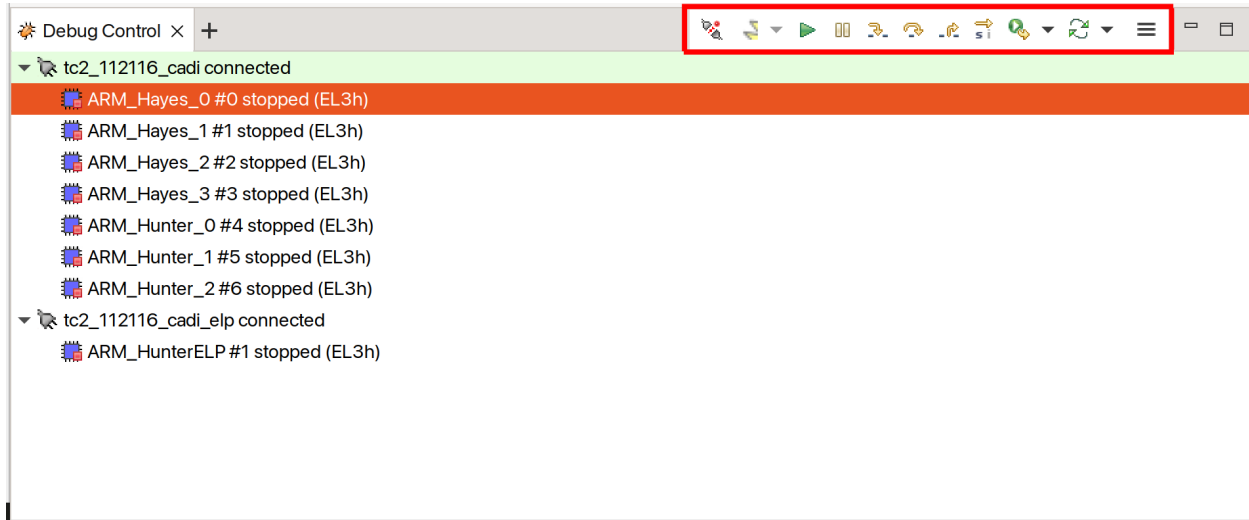 Debug Control
s i
tc2_112116_cadi connected
ARM_Hayes_0 #0 stopped (EL3h)
ARM_Hayes_1 #1 stopped (EL3h)
ARM_Hayes_2 #2 stopped (EL3h)
ARM_Hayes_3 #3 stopped (EL3h)
ARM_Hunter_0 #4 stopped (EL3h)
ARM_Hunter_1 #5 stopped (EL3h)
ARM_Hunter_2 #6 stopped (EL3h)
tc2_112116_cadi_elp connected
ARM_HunterELP #1 stopped (EL3h)